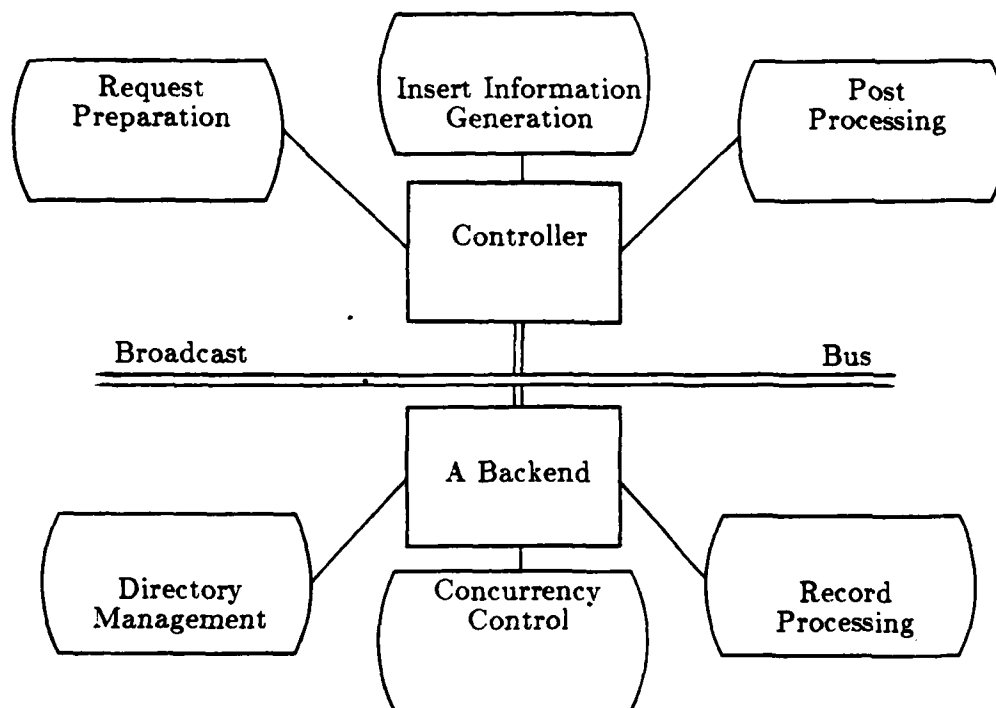 Request
Preparation
Insert Information
Generation
Post
Processing
Controller
Broadcast
Bus
A Backend
Directory
Management
Concurrency
Control
Record
Processing